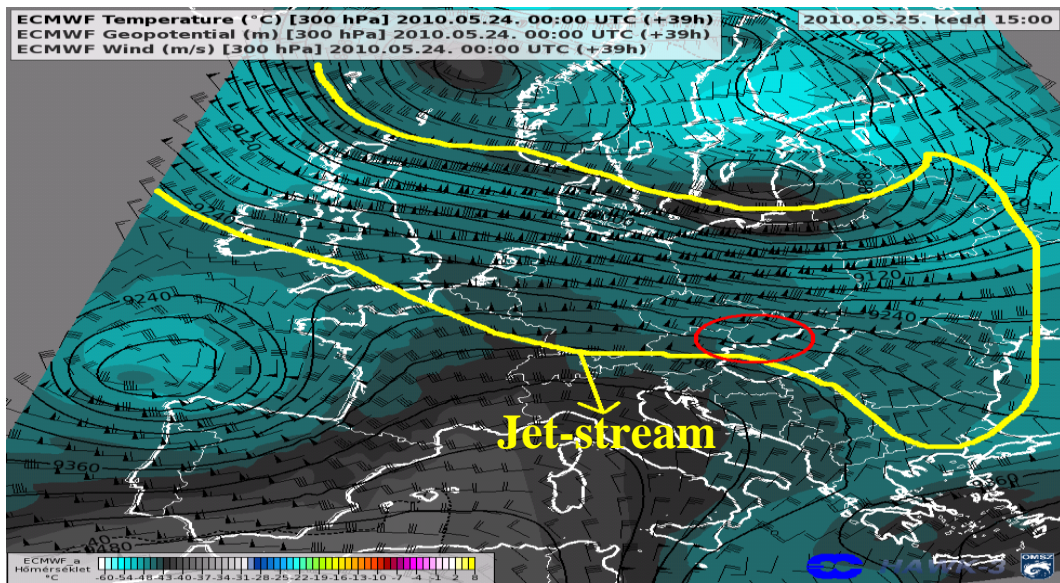 ECMWF Temperature (°C) [300 hPa] 2010.05.24. 00:00 UTC (+39h)
ECMWF Geopotential (m) [300 hPa] 2010.05.24. 00:00 UTC (+39h)
ECMWF Wind (m/s) [300 hPa] 2010.05.24. 00:00 UTC (+39h)
2010.05.25. kedd 15:00
9120
9240
9120
9240
9240
Jet-stream
9360
9480
ECMWF_a
Hőmérséklet
°C
-60 -54 -48 -43 -40 -37 -34 -31 -28 -25 -22 -19 -16 -13 -10 -7 -4 -1 2 5 8
HAWK-3
OMSZ